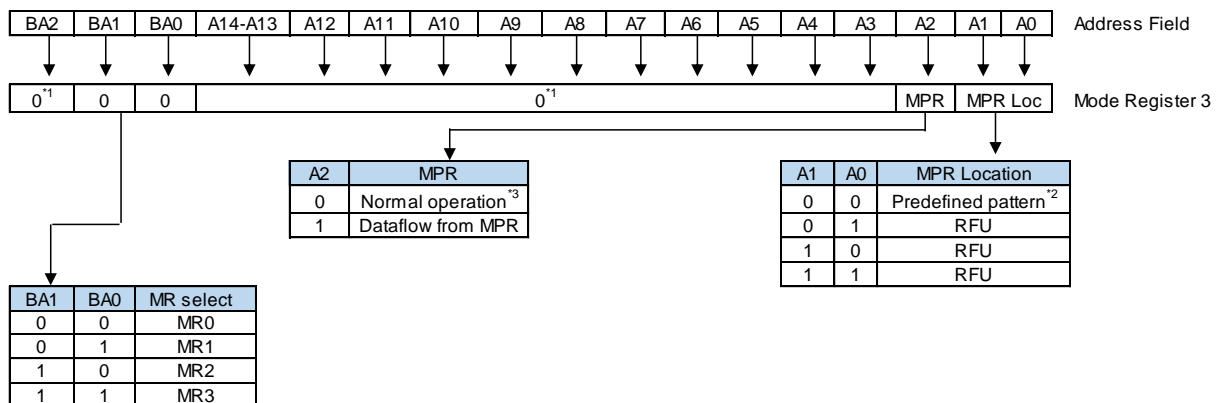 BA2 BA1 BA0 A14-A13 A12 A11 A10 A9 A8 A7 A6 A5 A4 A3 A2 A1 A0 Address Field
0*1 0 0 0*1 MPR MPR Loc Mode Register 3
A2 MPR
0 Normal operation*3
1 Dataflow from MPR
A1 A0 MPR Location
0 0 Predefined pattern*2
0 1 RFU
1 0 RFU
1 1 RFU
BA1 BA0 MR select
0 0 MR0
0 1 MR1
1 0 MR2
1 1 MR3